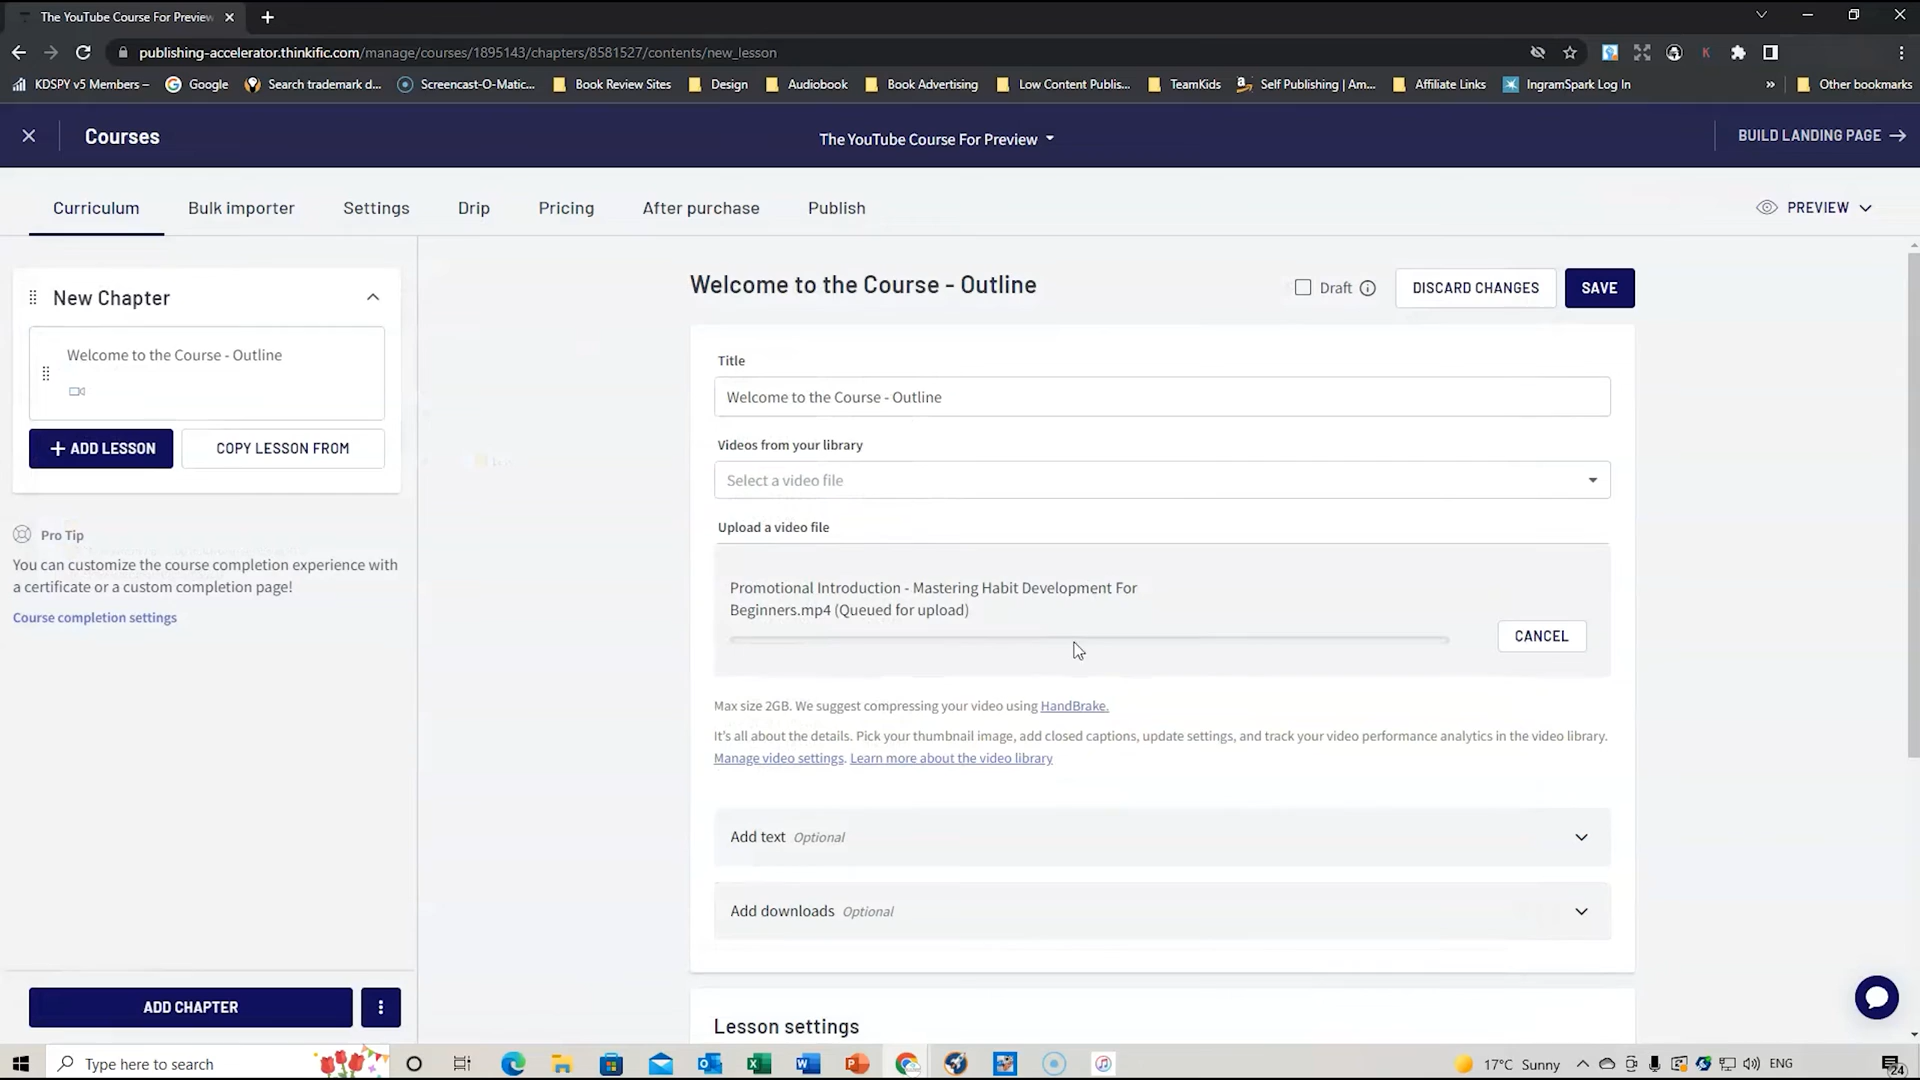 The YouTube Course For Preview
publishing-accelerator.thinkific.com/manage/courses/1895143/chapters/8581527/contents/new_lesson
KDSPY v5 Members –
Google
Search trademark d...
Screencast-O-Matic...
Book Review Sites
Design
Audiobook
Book Advertising
Low Content Publis...
TeamKids
Self Publishing | Am...
Affiliate Links
IngramSpark Log In
»
Other bookmarks
Courses
The YouTube Course For Preview
BUILD LANDING PAGE
Curriculum
Bulk importer
Settings
Drip
Pricing
After purchase
Publish
PREVIEW
New Chapter
Welcome to the Course - Outline
+ ADD LESSON
COPY LESSON FROM
Pro Tip
You can customize the course completion experience with
a certificate or a custom completion page!
Course completion settings
ADD CHAPTER
Welcome to the Course - Outline
Draft
DISCARD CHANGES
SAVE
Title
Welcome to the Course - Outline
Videos from your library
Select a video file
Upload a video file
Promotional Introduction - Mastering Habit Development For
Beginners.mp4 (Queued for upload)
CANCEL
Max size 2GB. We suggest compressing your video using HandBrake.
It's all about the details. Pick your thumbnail image, add closed captions, update settings, and track your video performance analytics in the video library.
Manage video settings. Learn more about the video library
Add text Optional
Add downloads Optional
Lesson settings
Type here to search
17°C Sunny
ENG
24